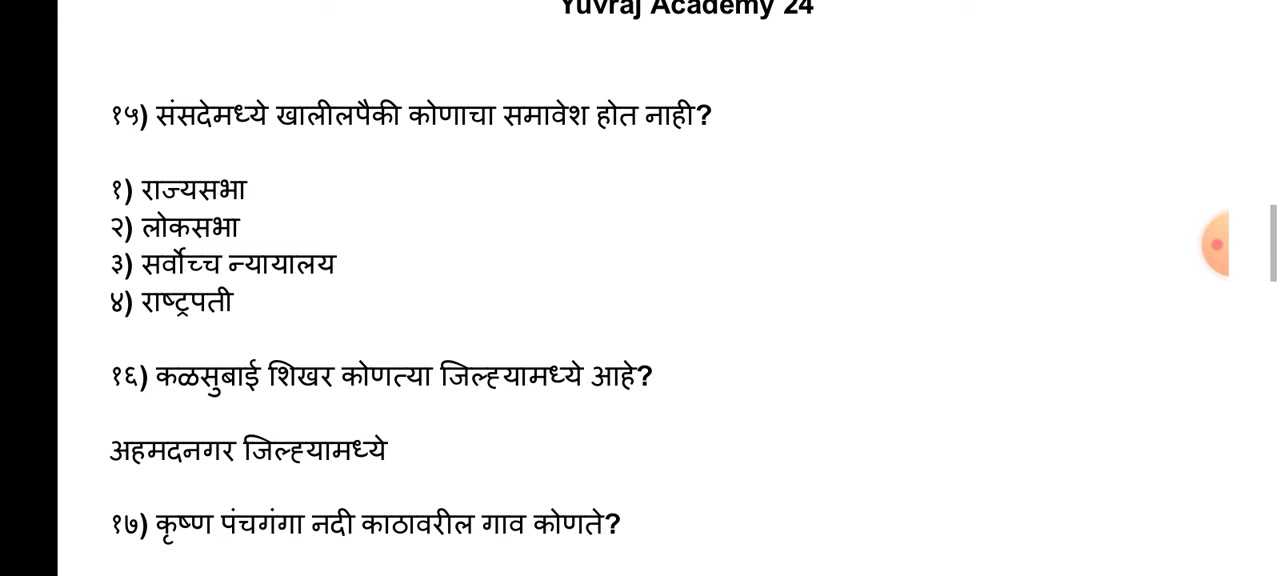 Yuvraj Academy 24
१५) संसदेमध्ये खालीलपैकी कोणाचा समावेश होत नाही?
१) राज्यसभा
२) लोकसभा
३) सर्वोच्च न्यायालय
४) राष्ट्रपती
१६) कळसुबाई शिखर कोणत्या जिल्ह्यामध्ये आहे?
अहमदनगर जिल्ह्यामध्ये
१७) कृष्ण पंचगंगा नदी काठावरील गाव कोणते?